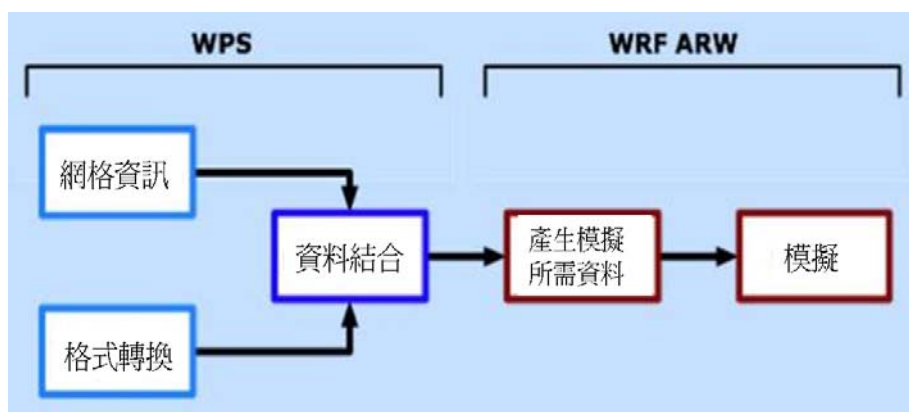 WPS
WRF ARW
網格資訊
資料結合
產生模擬
所需資料
模擬
格式轉換